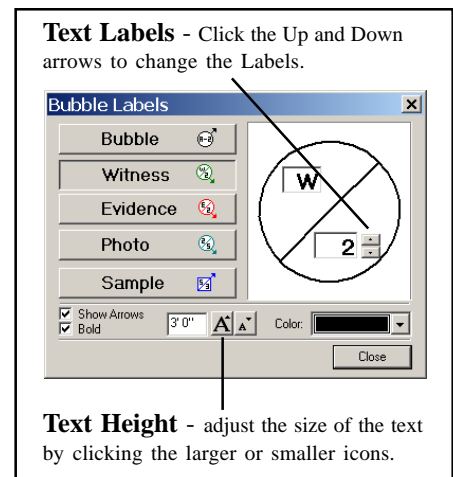 Text Labels - Click the Up and Down
arrows to change the Labels.
Bubble Labels
Bubble
Witness
Evidence
Photo
Sample
W
2
Show Arrows
Bold
3' 0"
A
A
Color:
Close
Text Height - adjust the size of the text
by clicking the larger or smaller icons.